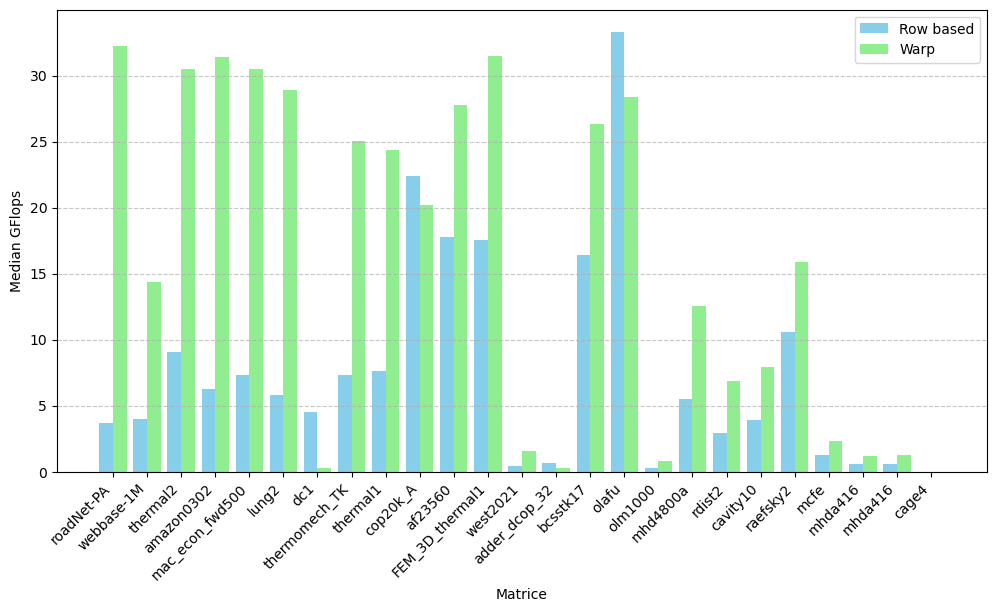 Row based
Warp
Median GFlops
30
25
20
15
10
5
0
roadNet-PA
webbase-1M
thermal2
amazon0302
mac_econ_fwd500
lung2
dc1
thermomech_TK
thermal1
cop20k_A
af23560
FEM_3D_thermal1
west2021
adder_dcop_32
bcsstk17
olafu
olm1000
mhd4800a
rdist2
cavity10
raefsky2
mcfe
mhda416
mhda416
cage4
Matrice